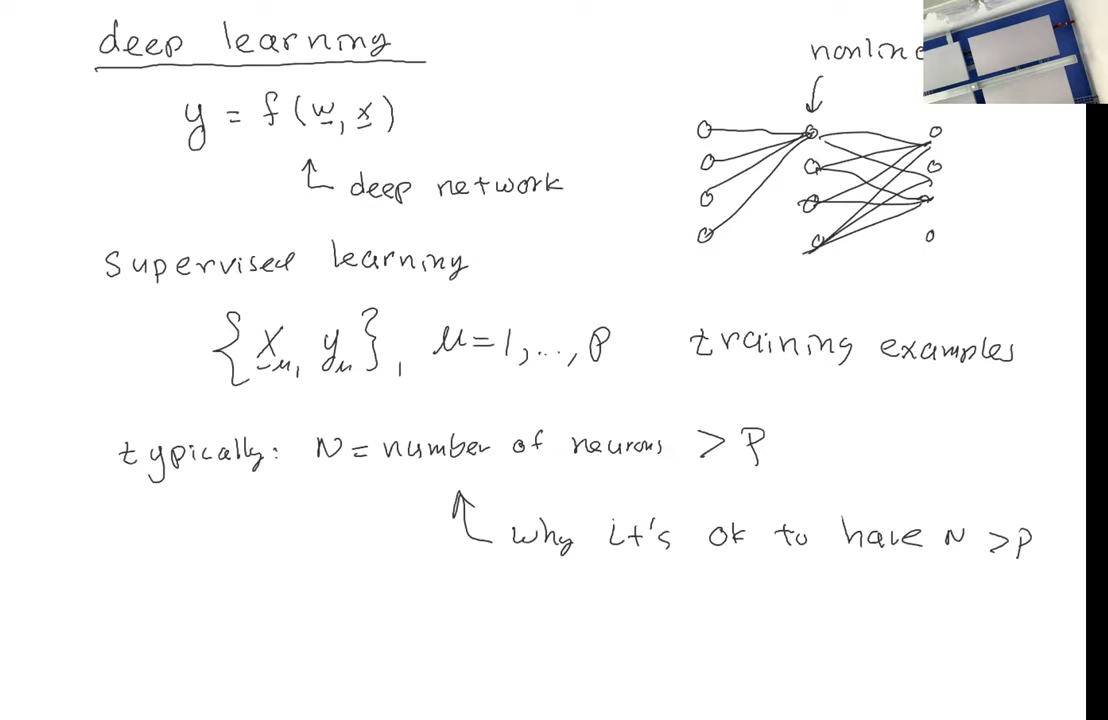 deep learning
nonlin
y = f(w, x)
deep network
supervised learning
{x_μ, y_μ}, μ=1,...,P training examples
typically: N = number of neurons > P
why it's ok to have N > P